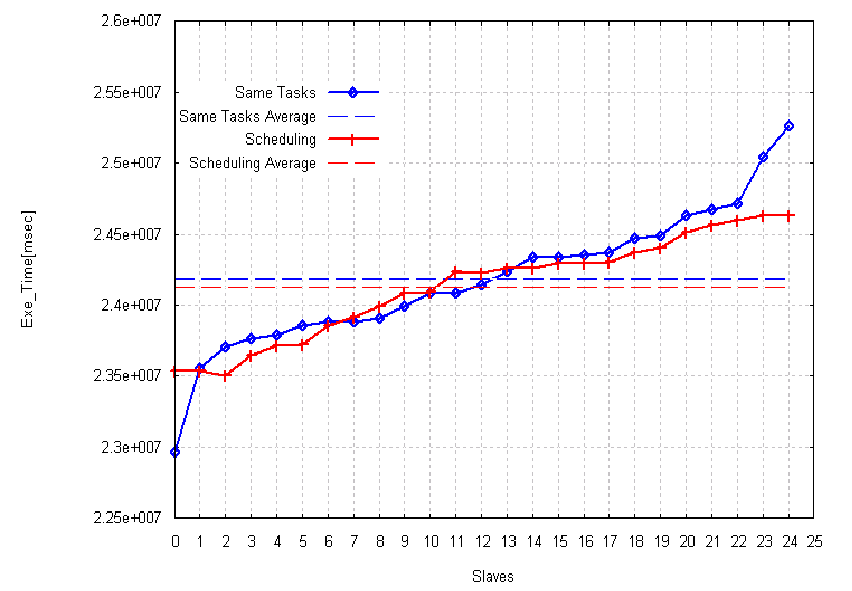 2.6e+007
2.55e+007
2.5e+007
2.45e+007
2.4e+007
2.35e+007
2.3e+007
2.25e+007
Same Tasks
Same Tasks Average
Scheduling
Scheduling Average
Exe_Time[msec]
0 1 2 3 4 5 6 7 8 9 10 11 12 13 14 15 16 17 18 19 20 21 22 23 24 25
Slaves